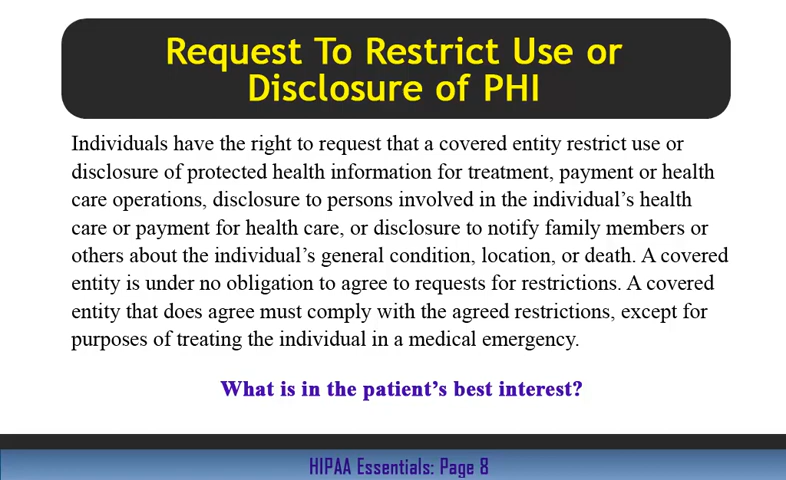 Request To Restrict Use or
Disclosure of PHI
Individuals have the right to request that a covered entity restrict use or
disclosure of protected health information for treatment, payment or health
care operations, disclosure to persons involved in the individual’s health
care or payment for health care, or disclosure to notify family members or
others about the individual’s general condition, location, or death. A covered
entity is under no obligation to agree to requests for restrictions. A covered
entity that does agree must comply with the agreed restrictions, except for
purposes of treating the individual in a medical emergency.
What is in the patient’s best interest?
HIPAA Essentials: Page 8